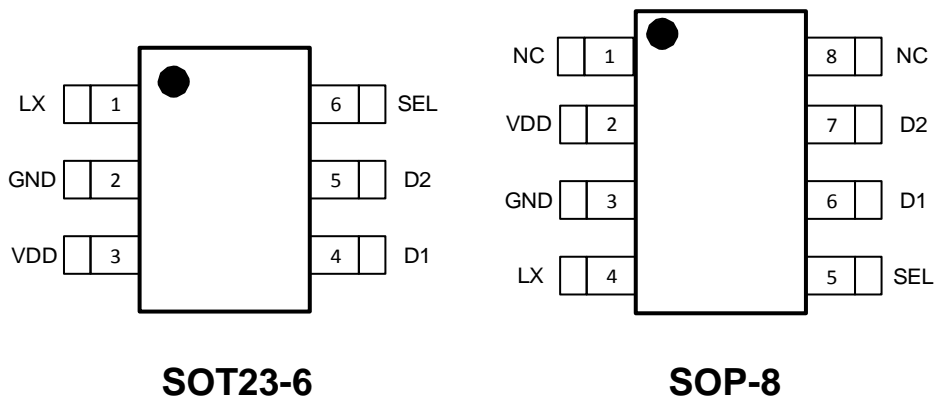 LX 1 6 SEL
GND 2 5 D2
VDD 3 4 D1
SOT23-6
NC 1 8 NC
VDD 2 7 D2
GND 3 6 D1
LX 4 5 SEL
SOP-8